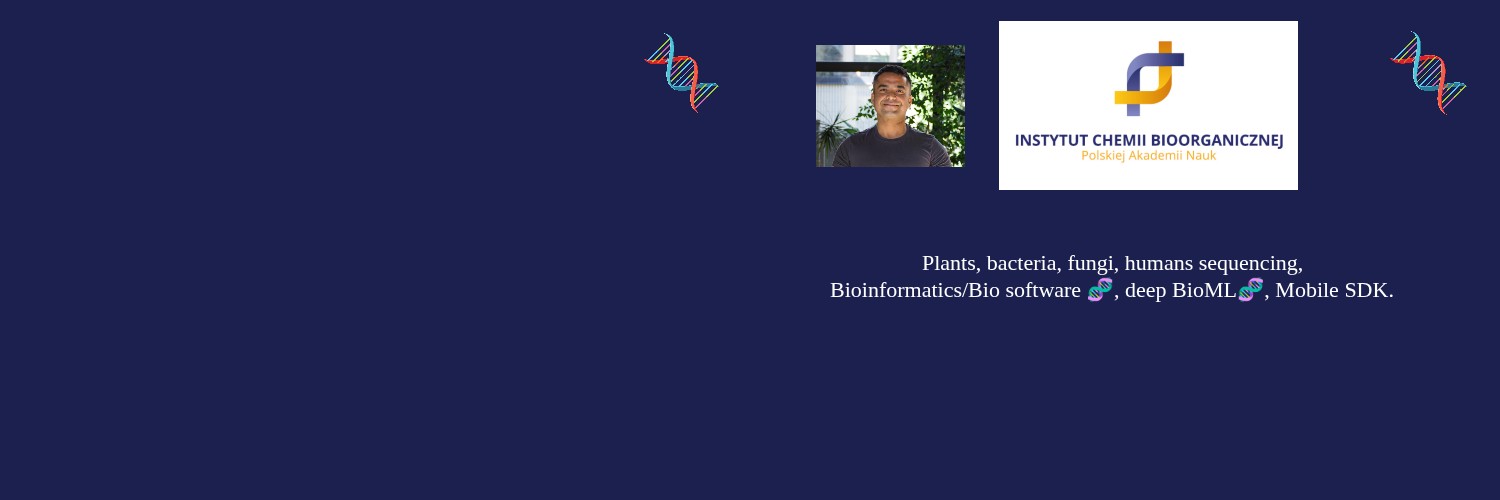 INSTYTUT CHEMII BIOORGANICZNEJ
Polskiej Akademii Nauk
Plants, bacteria, fungi, humans sequencing,
Bioinformatics/Bio software 🧬, deep BioML🧬, Mobile SDK.